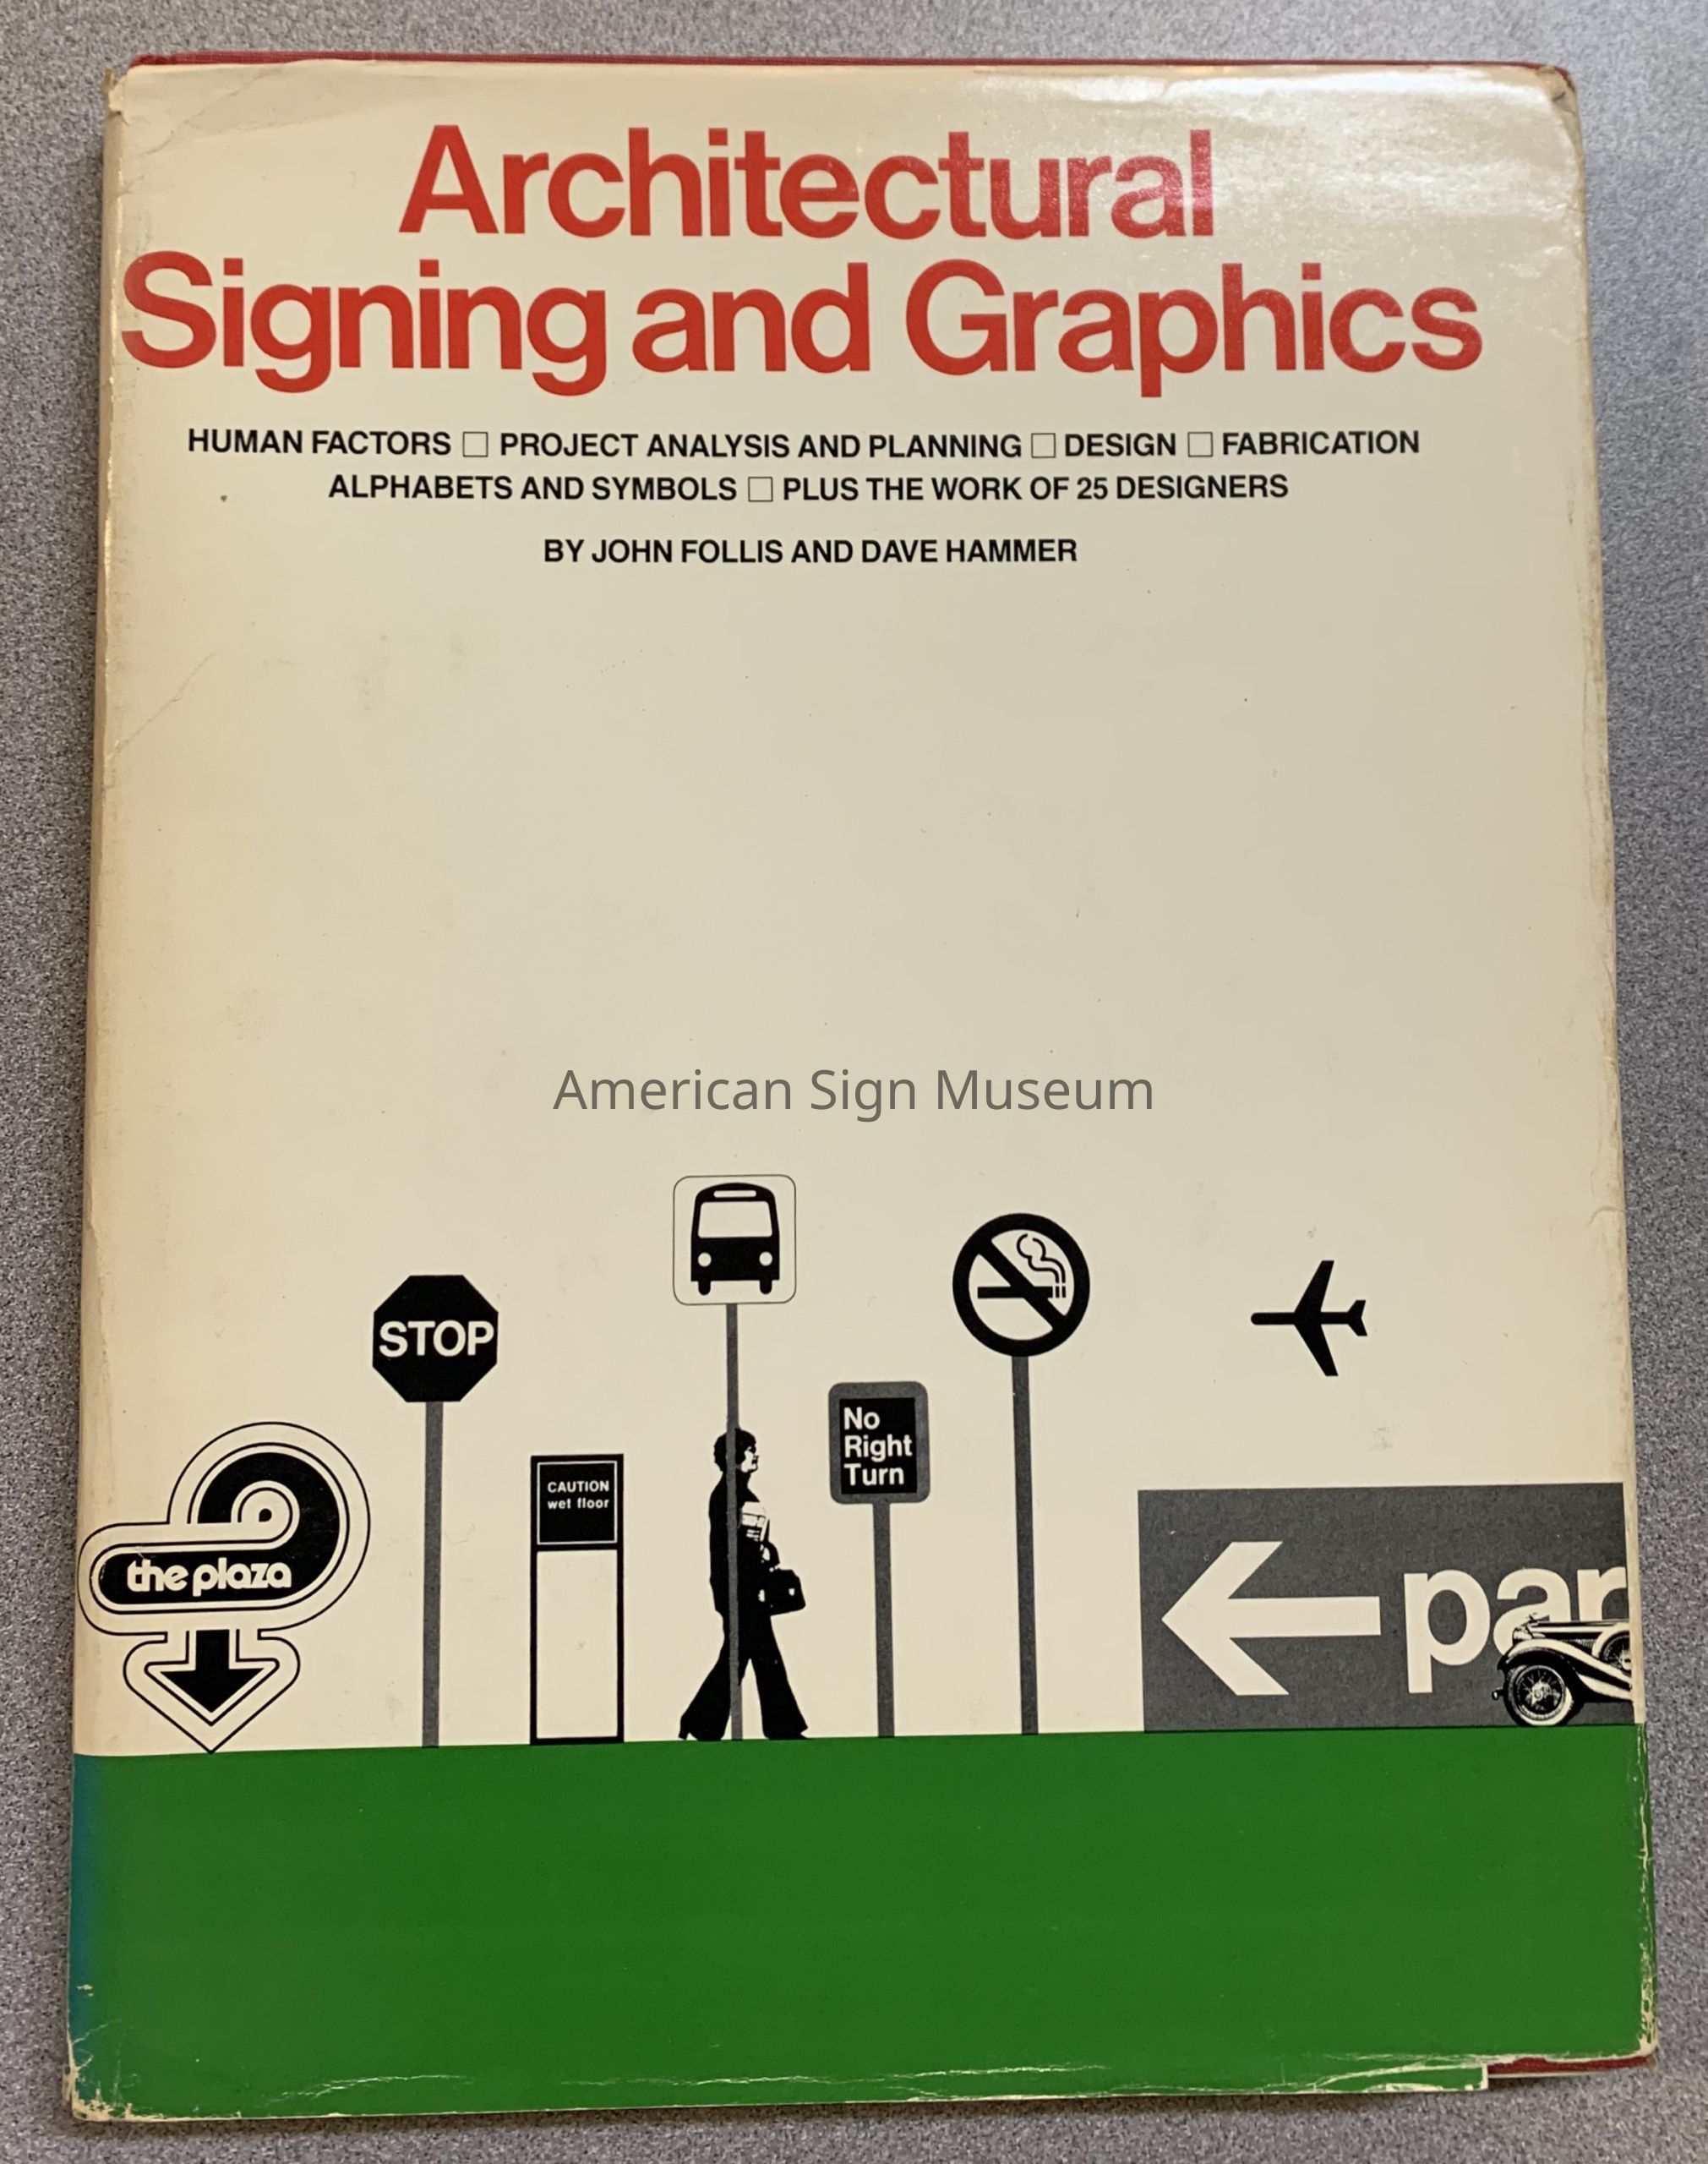 Architectural
Signing and Graphics
HUMAN FACTORS □ PROJECT ANALYSIS AND PLANNING □ DESIGN □ FABRICATION
ALPHABETS AND SYMBOLS □ PLUS THE WORK OF 25 DESIGNERS
BY JOHN FOLLIS AND DAVE HAMMER
American Sign Museum
STOP
No
Right
Turn
CAUTION
wet floor
the plaza
par